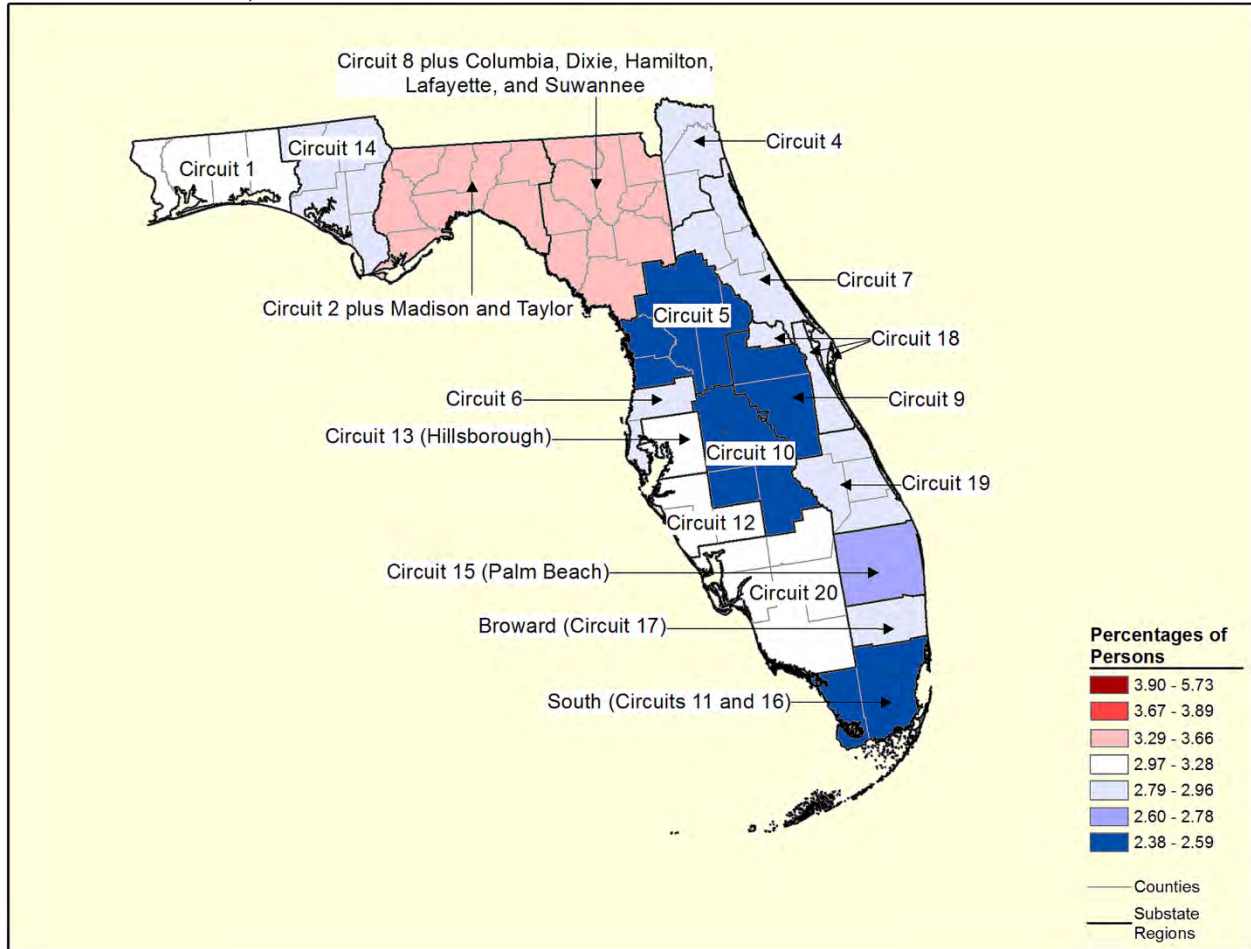 Circuit 8 plus Columbia, Dixie, Hamilton,
Lafayette, and Suwannee
Circuit 4
Circuit 14
Circuit 1
Circuit 7
Circuit 2 plus Madison and Taylor
Circuit 5
Circuit 18
Circuit 6
Circuit 9
Circuit 13 (Hillsborough)
Circuit 10
Circuit 19
Circuit 12
Circuit 15 (Palm Beach)
Circuit 20
Broward (Circuit 17)
South (Circuits 11 and 16)
Percentages of
Persons
3.90 - 5.73
3.67 - 3.89
3.29 - 3.66
2.97 - 3.28
2.79 - 2.96
2.60 - 2.78
2.38 - 2.59
Counties
Substate
Regions